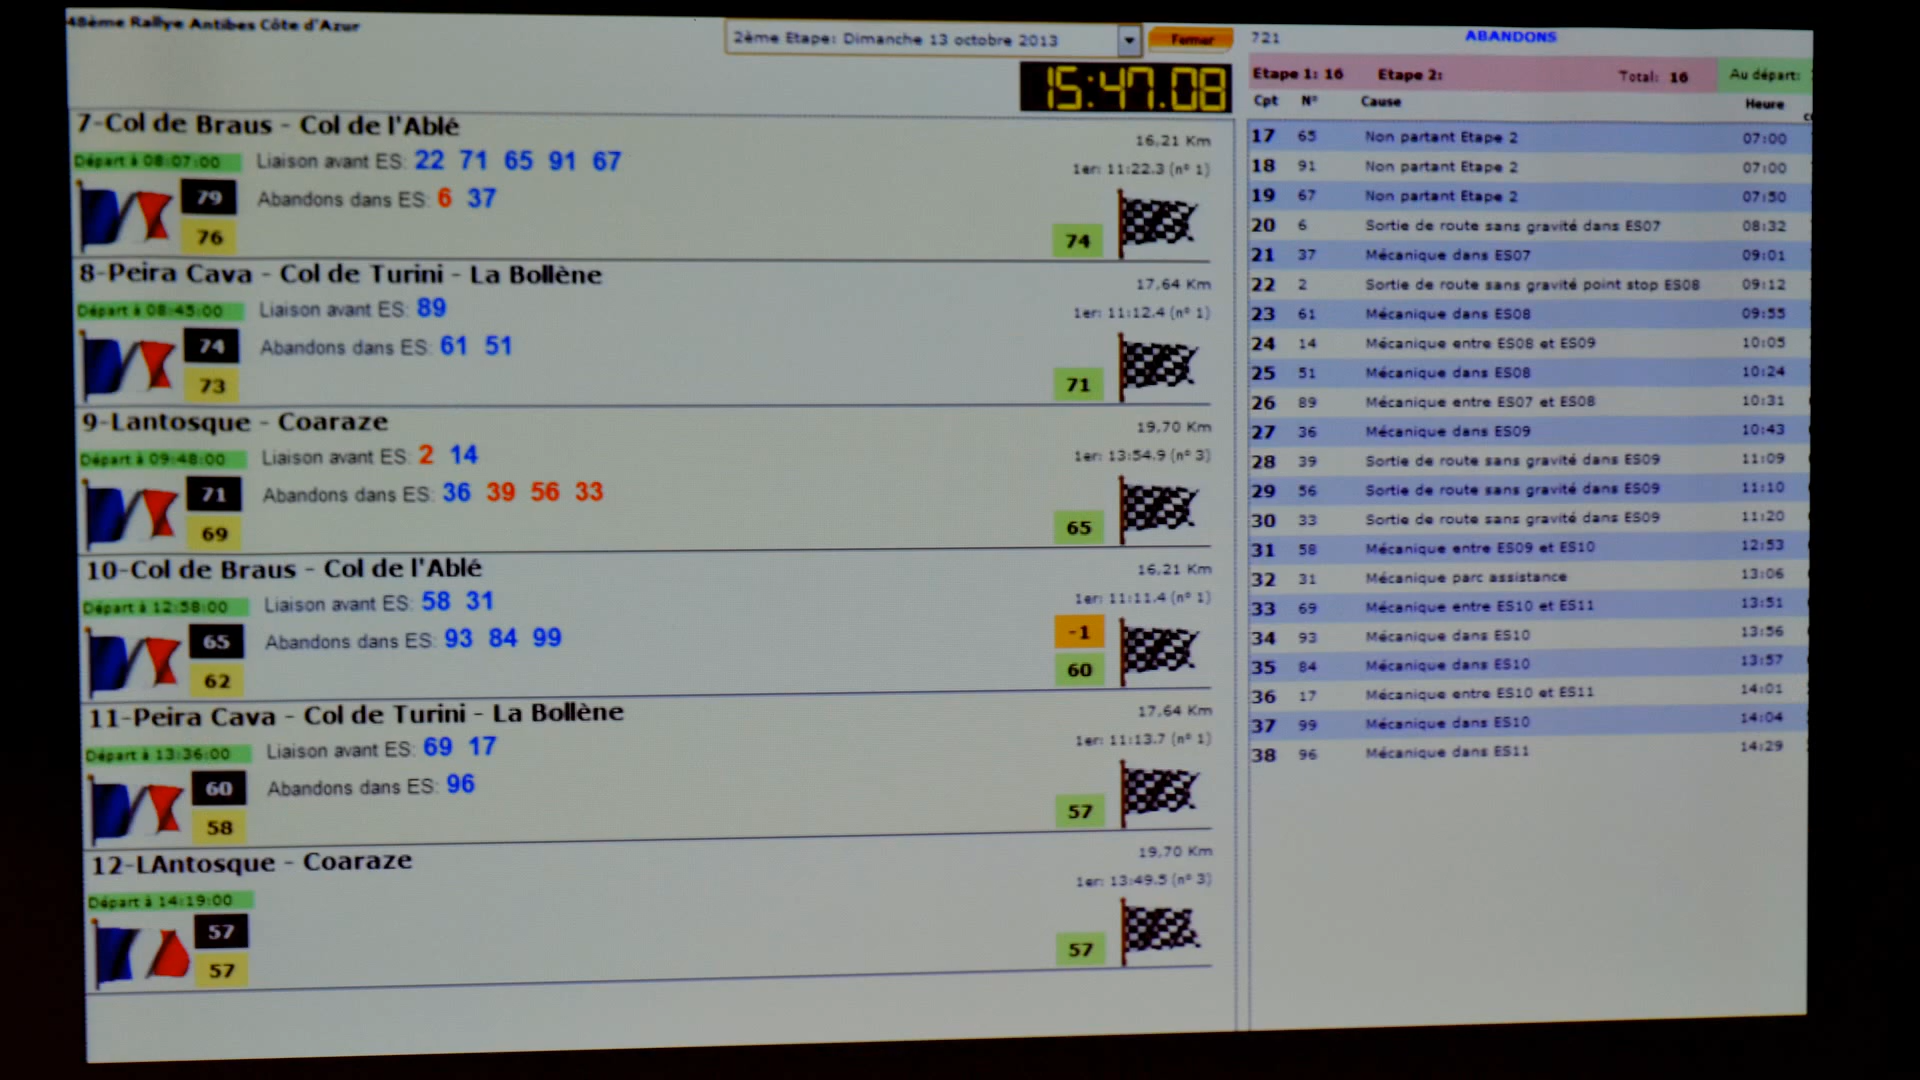 48ème Rallye Antibes Côte d'Azur
2ème Etape: Dimanche 13 octobre 2013
Fermer
15:47.08
7-Col de Braus - Col de l'Ablé
16,21 Km
Départ à 08:07:00
Liaison avant ES: 22 71 65 91 67
1er: 11:22.3 (n° 1)
79
Abandons dans ES: 6 37
76
74
8-Peira Cava - Col de Turini - La Bollène
17,64 Km
Départ à 08:45:00
Liaison avant ES: 89
1er: 11:12.4 (n° 1)
74
Abandons dans ES: 61 51
73
71
9-Lantosque - Coaraze
19,70 Km
Départ à 09:48:00
Liaison avant ES: 2 14
1er: 13:54.9 (n° 3)
71
Abandons dans ES: 36 39 56 33
69
65
10-Col de Braus - Col de l'Ablé
16,21 Km
Départ à 12:58:00
Liaison avant ES: 58 31
1er: 11:11.4 (n° 1)
65
Abandons dans ES: 93 84 99
-1
62
60
11-Peira Cava - Col de Turini - La Bollène
17,64 Km
Départ à 13:36:00
Liaison avant ES: 69 17
1er: 11:13.7 (n° 1)
60
Abandons dans ES: 96
58
57
12-LAntosque - Coaraze
19,70 Km
Départ à 14:19:00
1er: 13:49.5 (n° 3)
57
57
57
721 ABANDONS
Etape 1: 16 Etape 2: Total: 16 Au départ:
Cpt N° Cause Heure
17 65 Non partant Etape 2 07:00
18 91 Non partant Etape 2 07:00
19 67 Non partant Etape 2 07:50
20 6 Sortie de route sans gravité dans ES07 08:32
21 37 Mécanique dans ES07 09:01
22 2 Sortie de route sans gravité point stop ES08 09:12
23 61 Mécanique dans ES08 09:55
24 14 Mécanique entre ES08 et ES09 10:05
25 51 Mécanique dans ES08 10:24
26 89 Mécanique entre ES07 et ES08 10:31
27 36 Mécanique dans ES09 10:43
28 39 Sortie de route sans gravité dans ES09 11:09
29 56 Sortie de route sans gravité dans ES09 11:10
30 33 Sortie de route sans gravité dans ES09 11:20
31 58 Mécanique entre ES09 et ES10 12:53
32 31 Mécanique parc assistance 13:06
33 69 Mécanique entre ES10 et ES11 13:51
34 93 Mécanique dans ES10 13:56
35 84 Mécanique dans ES10 13:57
36 17 Mécanique entre ES10 et ES11 14:01
37 99 Mécanique dans ES10 14:04
38 96 Mécanique dans ES11 14:29